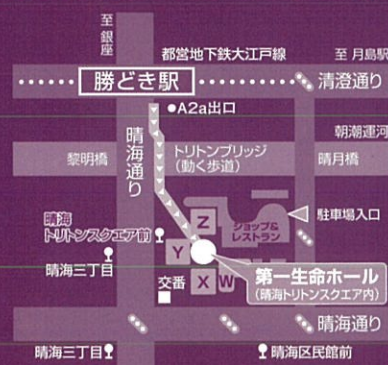 至 銀座
都営地下鉄大江戸線
至 月島駅
勝どき駅
清澄通り
●A2a出口
朝潮運河
晴海通り
黎明橋
トリトンブリッジ
(動く歩道)
晴月橋
晴海
トリトンスクエア前
Z
ショップ&
レストラン
駐車場入口
Y
晴海三丁目
交番
X
W
第一生命ホール
(晴海トリトンスクエア内)
晴海通り
晴海三丁目
晴海区民館前